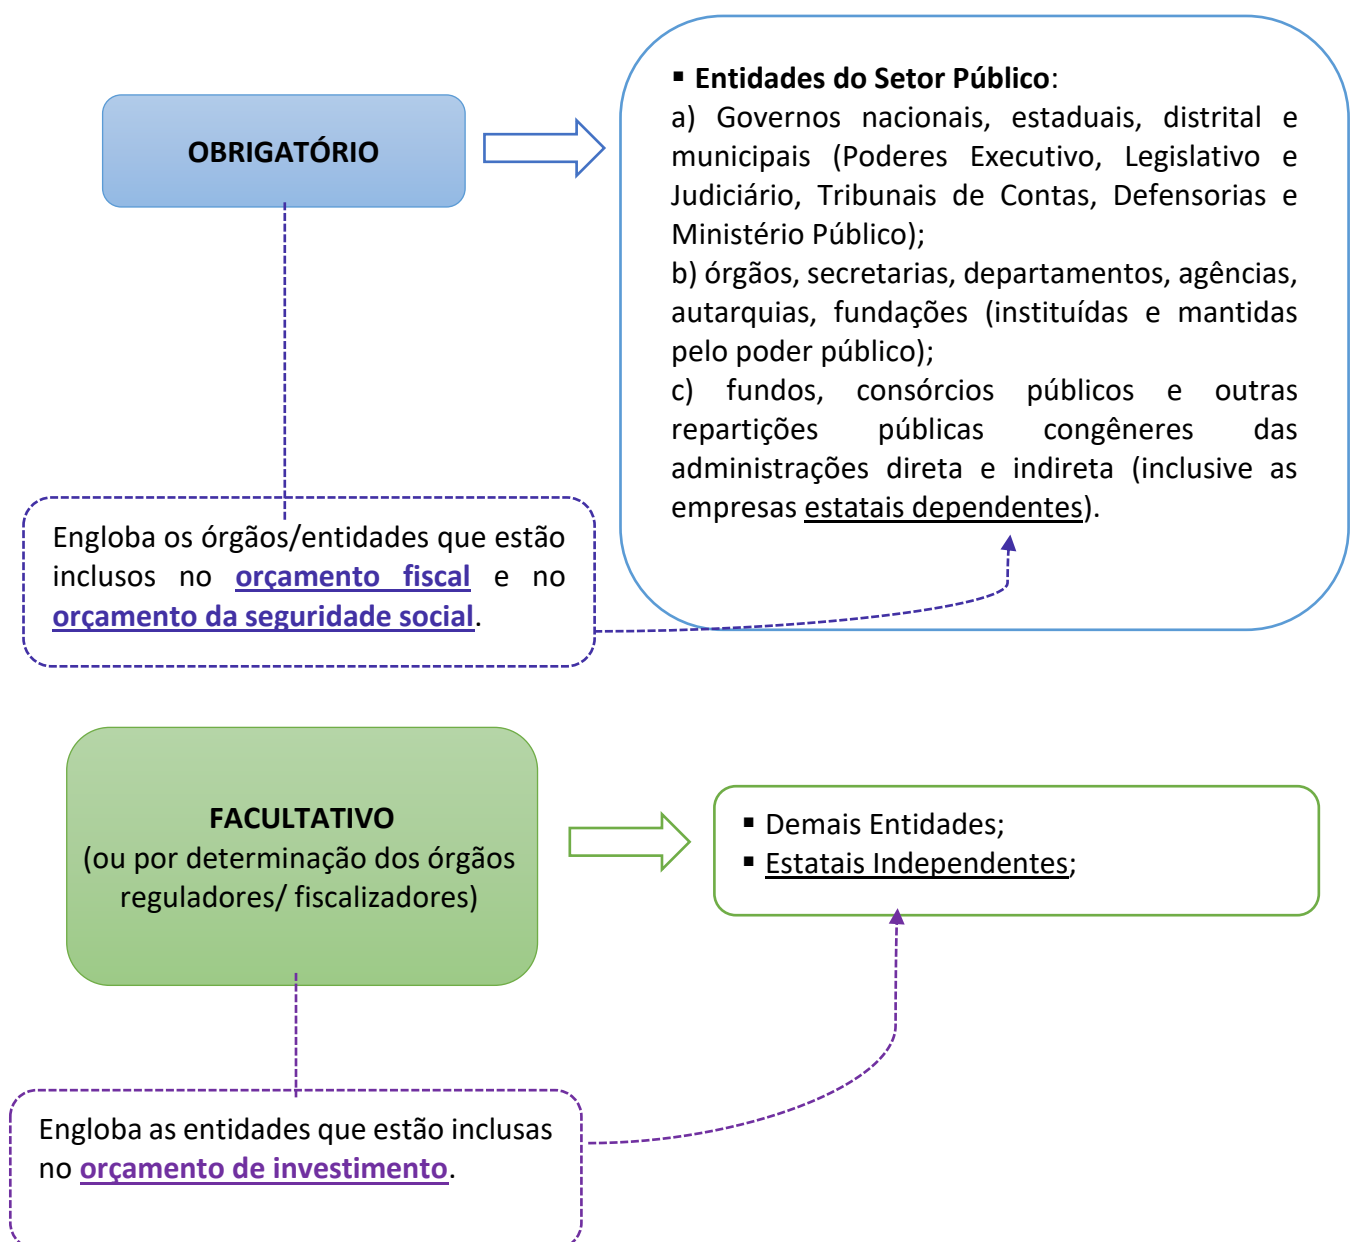 OBRIGATÓRIO
▪ Entidades do Setor Público:
a) Governos nacionais, estaduais, distrital e
municipais (Poderes Executivo, Legislativo e
Judiciário, Tribunais de Contas, Defensorias e
Ministério Público);
b) órgãos, secretarias, departamentos, agências,
autarquias, fundações (instituídas e mantidas
pelo poder público);
c) fundos, consórcios públicos e outras
repartições públicas congêneres das
administrações direta e indireta (inclusive as
empresas estatais dependentes).
Engloba os órgãos/entidades que estão
inclusos no orçamento fiscal e no
orçamento da seguridade social.
FACULTATIVO
(ou por determinação dos órgãos
reguladores/ fiscalizadores)
▪ Demais Entidades;
▪ Estatais Independentes;
Engloba as entidades que estão inclusas
no orçamento de investimento.